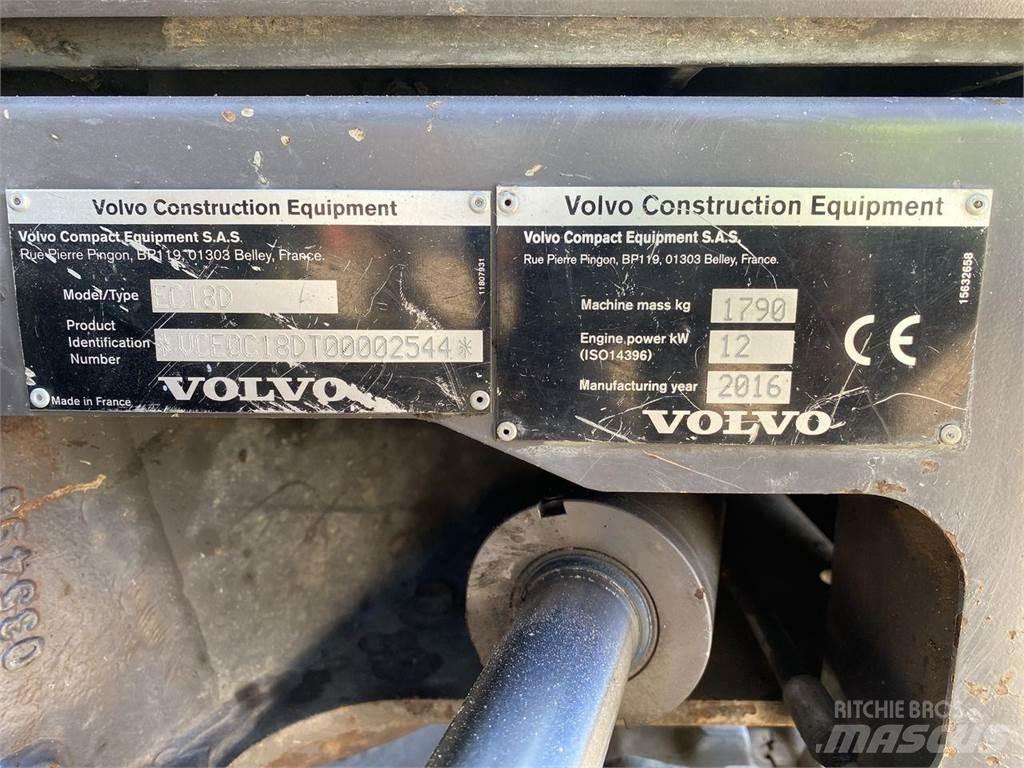 Volvo Construction Equipment
Volvo Compact Equipment S.A.S.
Rue Pierre Pingon, BP119, 01303 Belley, France.
Model/Type EC18D
Product
Identification *VCE0C18DT00002544*
Number
VOLVO
Made in France
11807931
Volvo Construction Equipment
Volvo Compact Equipment S.A.S.
Rue Pierre Pingon, BP119, 01303 Belley, France.
Machine mass kg 1790
Engine, power kW 12
(ISO14396)
Manufacturing year 2016
CE
VOLVO
15632658
RITCHIE BROS
MASCUS